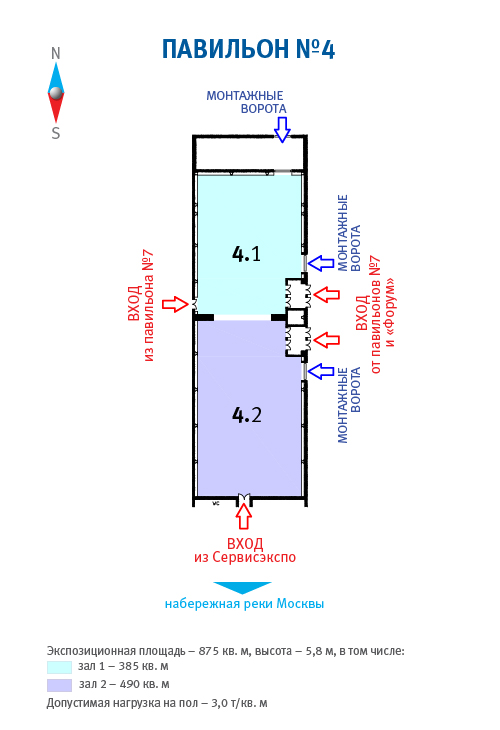 ПАВИЛЬОН №4
N
S
МОНТАЖНЫЕ
ВОРОТА
4.1
МОНТАЖНЫЕ
ВОРОТА
ВХОД
из павильона №7
ВХОД
от павильонов №7
и «Форум»
4.2
МОНТАЖНЫЕ
ВОРОТА
WC
ВХОД
из Сервисэкспо
набережная реки Москвы
Экспозиционная площадь – 875 кв. м, высота – 5,8 м, в том числе:
зал 1 – 385 кв. м
зал 2 – 490 кв. м
Допустимая нагрузка на пол – 3,0 т/кв. м